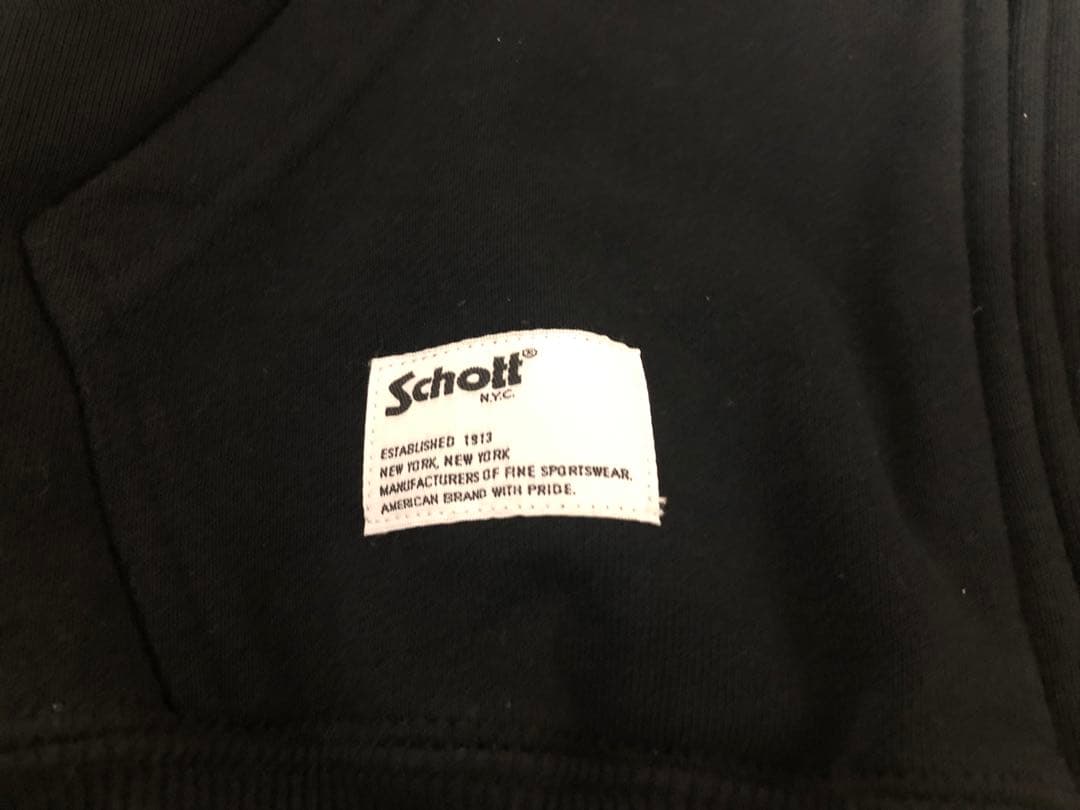 Schott®
N.Y.C.
ESTABLISHED 1913
NEW YORK, NEW YORK
MANUFACTURERS OF FINE SPORTSWEAR.
AMERICAN BRAND WITH PRIDE.